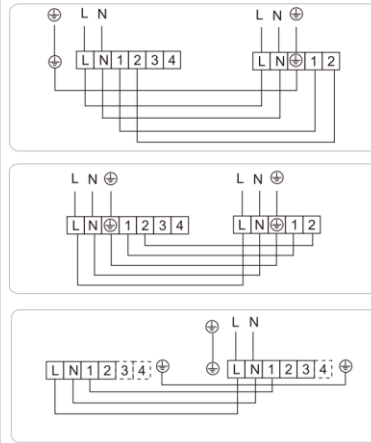 ⏚ L N L N ⏚
⏚ L N 1 2 3 4 L N ⏚ 1 2
L N ⏚ L N ⏚
L N ⏚ 1 2 3 4 L N ⏚ 1 2
⏚ L N
L N 1 2 3 4 ⏚ ⏚ L N 1 2 3 4 ⏚